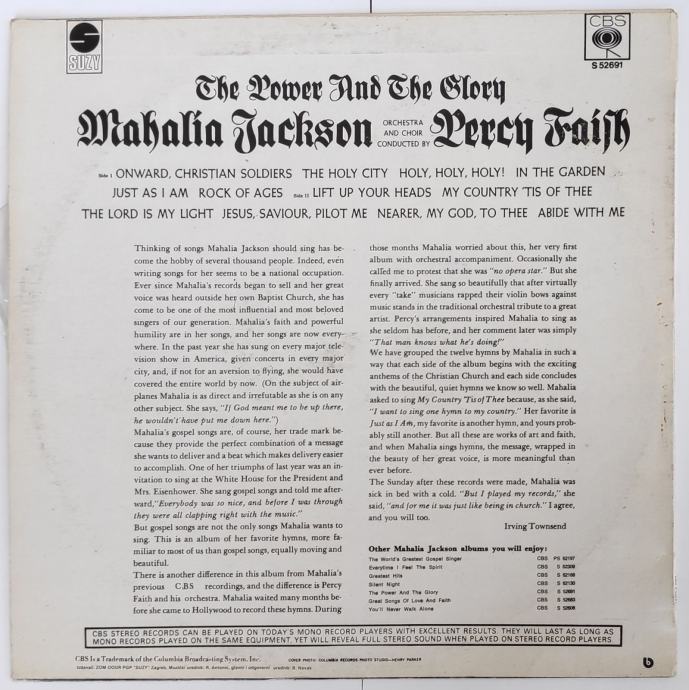 SUZY
CBS
S 52691
The Power And The Glory
Mahalia Jackson ORCHESTRA AND CHOIR CONDUCTED BY Percy Faith
Side I ONWARD, CHRISTIAN SOLDIERS THE HOLY CITY HOLY, HOLY, HOLY! IN THE GARDEN
JUST AS I AM ROCK OF AGES Side II LIFT UP YOUR HEADS MY COUNTRY 'TIS OF THEE
THE LORD IS MY LIGHT JESUS, SAVIOUR, PILOT ME NEARER, MY GOD, TO THEE ABIDE WITH ME
Thinking of songs Mahalia Jackson should sing has be-
come the hobby of several thousand people. Indeed, even
writing songs for her seems to be a national occupation.
Ever since Mahalia's records began to sell and her great
voice was heard outside her own Baptist Church, she has
come to be one of the most influential and most beloved
singers of our generation. Mahalia's faith and powerful
humility are in her songs, and her songs are now every-
where. In the past year she has sung on every major tele-
vision show in America, given concerts in every major
city, and, if not for an aversion to flying, she would have
covered the entire world by now. (On the subject of air-
planes Mahalia is as direct and irrefutable as she is on any
other subject. She says, "If God meant me to be up there,
he wouldn't have put me down here.")
Mahalia's gospel songs are, of course, her trade mark be-
cause they provide the perfect combination of a message
she wants to deliver and a beat which makes delivery easier
to accomplish. One of her triumphs of last year was an in-
vitation to sing at the White House for the President and
Mrs. Eisenhower. She sang gospel songs and told me after-
ward, "Everybody was so nice, and before I was through
they were all clapping right with the music."
But gospel songs are not the only songs Mahalia wants to
sing. This is an album of her favorite hymns, more fa-
miliar to most of us than gospel songs, equally moving and
beautiful.
There is another difference in this album from Mahalia's
previous CBS recordings, and the difference is Percy
Faith and his orchestra. Mahalia waited many months be-
fore she came to Hollywood to record these hymns. During
those months Mahalia worried about this, her very first
album with orchestral accompaniment. Occasionally she
called me to protest that she was "no opera star." But she
finally arrived. She sang so beautifully that after virtually
every "take" musicians rapped their violin bows against
music stands in the traditional orchestral tribute to a great
artist. Percy's arrangements inspired Mahalia to sing as
she seldom has before, and her comment later was simply
"That man knows what he's doing!"
We have grouped the twelve hymns by Mahalia in such a
way that each side of the album begins with the exciting
anthems of the Christian Church and each side concludes
with the beautiful, quiet hymns we know so well. Mahalia
asked to sing My Country 'Tis of Thee because, as she said,
"I want to sing one hymn to my country." Her favorite is
Just as I Am, my favorite is another hymn, and yours prob-
ably still another. But all these are works of art and faith,
and when Mahalia sings hymns, the message, wrapped in
the beauty of her great voice, is more meaningful than
ever before.
The Sunday after these records were made, Mahalia was
sick in bed with a cold. "But I played my records," she
said, "and for me it was just like being in church." I agree,
and you will too.
Irving Townsend
Other Mahalia Jackson albums you will enjoy:
The World's Greatest Gospel Singer CBS
Everytime I Feel The Spirit CBS
Greatest Hits CBS
Silent Night CBS
The Power And The Glory CBS S 52691
Great Songs Of Love And Faith CBS
You'll Never Walk Alone CBS
CBS STEREO RECORDS CAN BE PLAYED ON TODAY'S MONO RECORD PLAYERS WITH EXCELLENT RESULTS. THEY WILL LAST AS LONG AS
MONO RECORDS PLAYED ON THE SAME EQUIPMENT, YET WILL REVEAL FULL STEREO SOUND WHEN PLAYED ON STEREO RECORD PLAYERS
CBS Is a Trademark of the Columbia Broadcasting System, Inc. COVER PHOTO: COLUMBIA RECORDS PHOTO STUDIO—HENRY PARKER
"SUZY" Zagreb, Muzički urednik: R. Antonni, glavni i odgovorni urednik: B. Novak
b